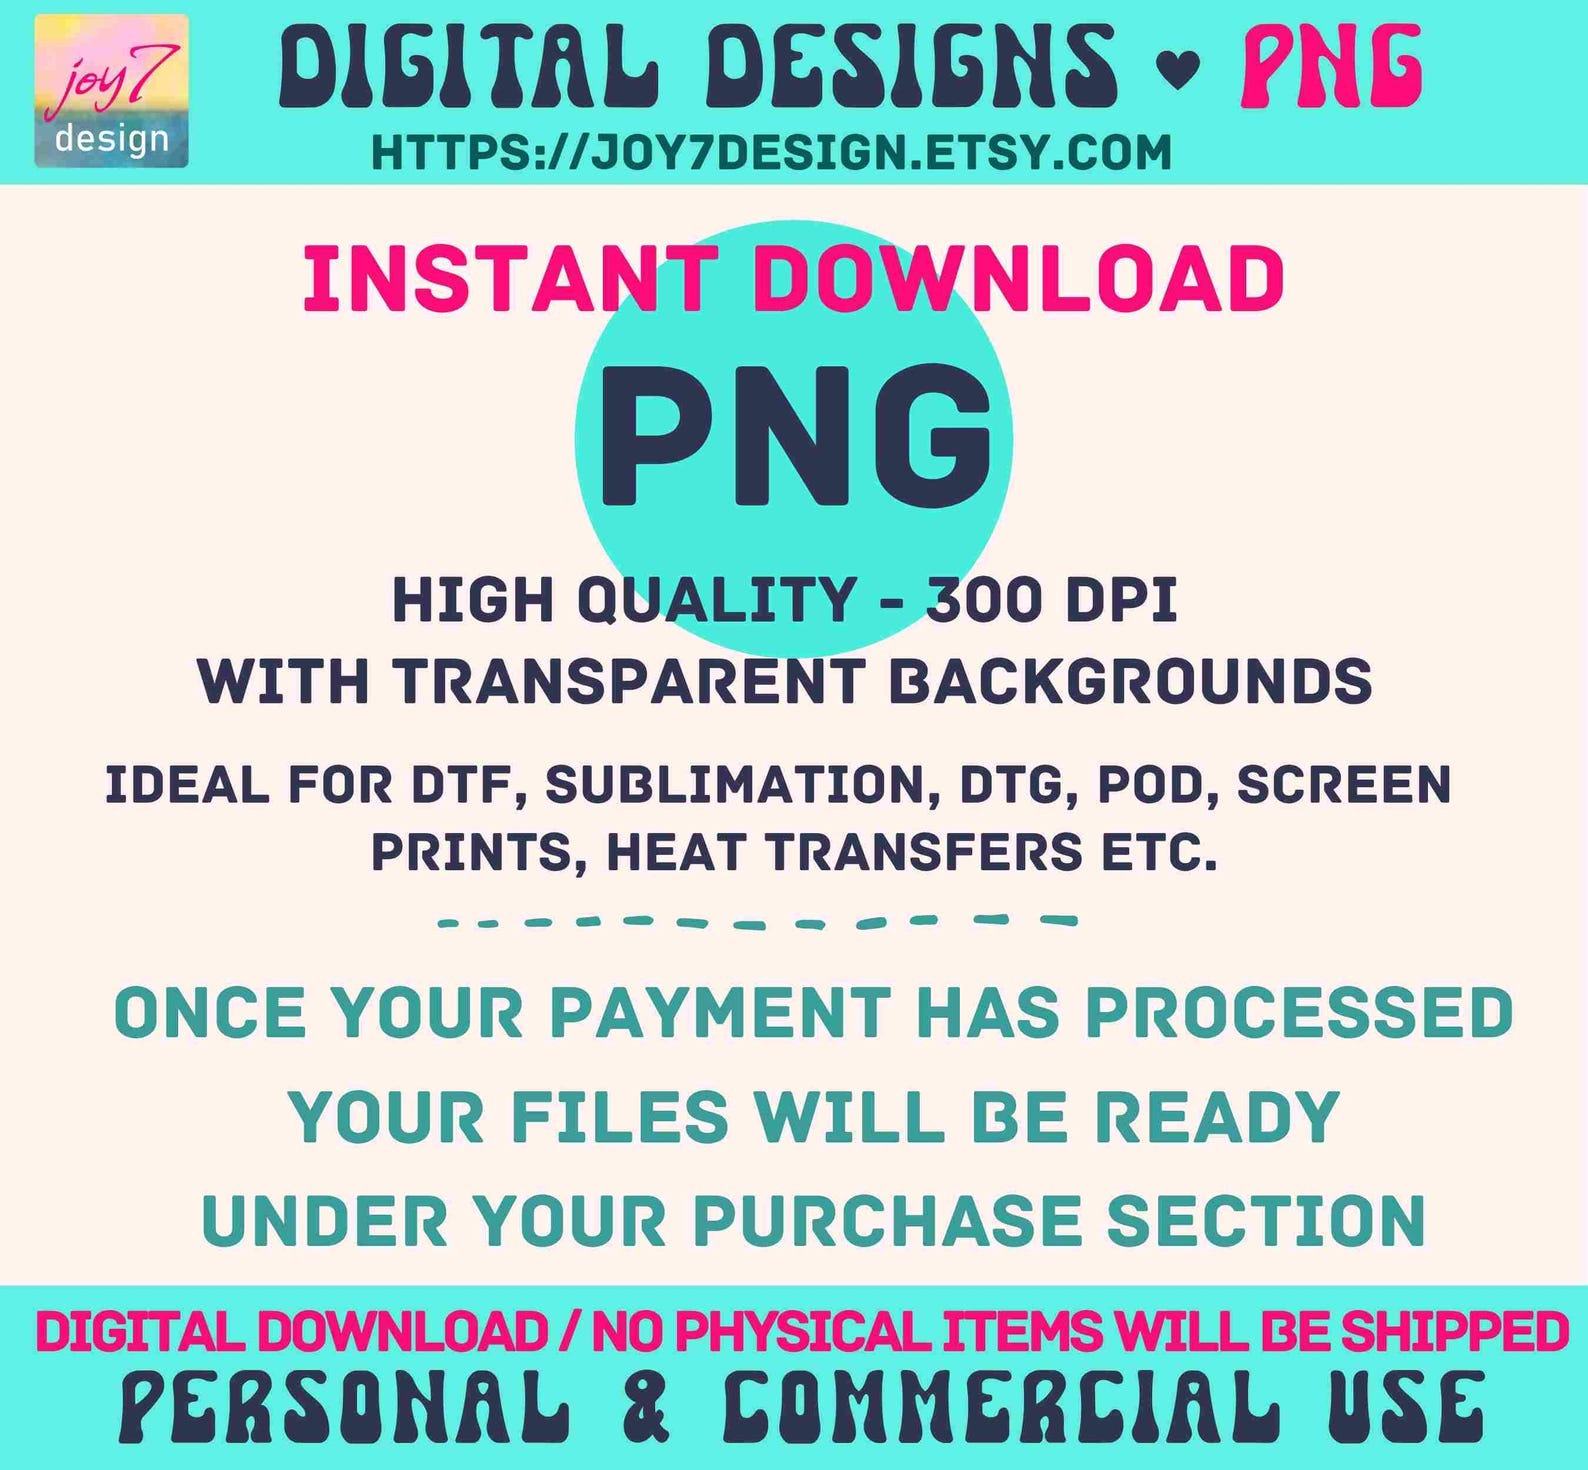 joy7
design
DIGITAL DESIGNS ♥ PNG
HTTPS://JOY7DESIGN.ETSY.COM
INSTANT DOWNLOAD
PNG
HIGH QUALITY - 300 DPI
WITH TRANSPARENT BACKGROUNDS
IDEAL FOR DTF, SUBLIMATION, DTG, POD, SCREEN
PRINTS, HEAT TRANSFERS ETC.
ONCE YOUR PAYMENT HAS PROCESSED
YOUR FILES WILL BE READY
UNDER YOUR PURCHASE SECTION
DIGITAL DOWNLOAD / NO PHYSICAL ITEMS WILL BE SHIPPED
PERSONAL & COMMERCIAL USE